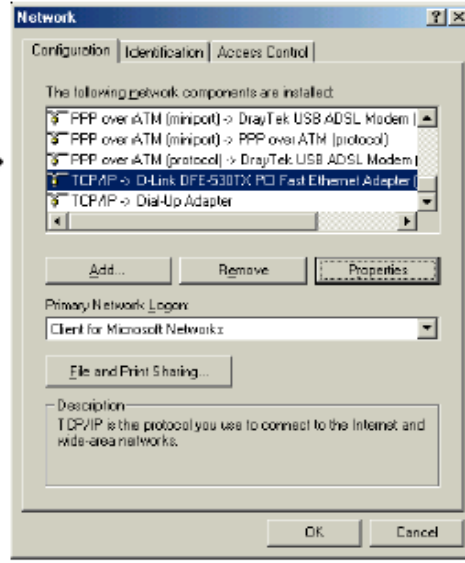 Network
Configuration Identification Access Control
The following network components are installed:
PPP over ATM (miniport) -> DrayTek USB ADSL Modem (
PPP over ATM (miniport) -> PPP over ATM (protocol)
PPP over ATM (protocol) -> DrayTek USB ADSL Modem (
TCP/IP -> D-Link DFE-530TX PCI Fast Ethernet Adapter (
TCP/IP -> Dial-Up Adapter
Add... Remove Properties
Primary Network Logon:
Client for Microsoft Networks
File and Print Sharing...
Description
TCP/IP is the protocol you use to connect to the Internet and
wide-area networks.
OK Cancel